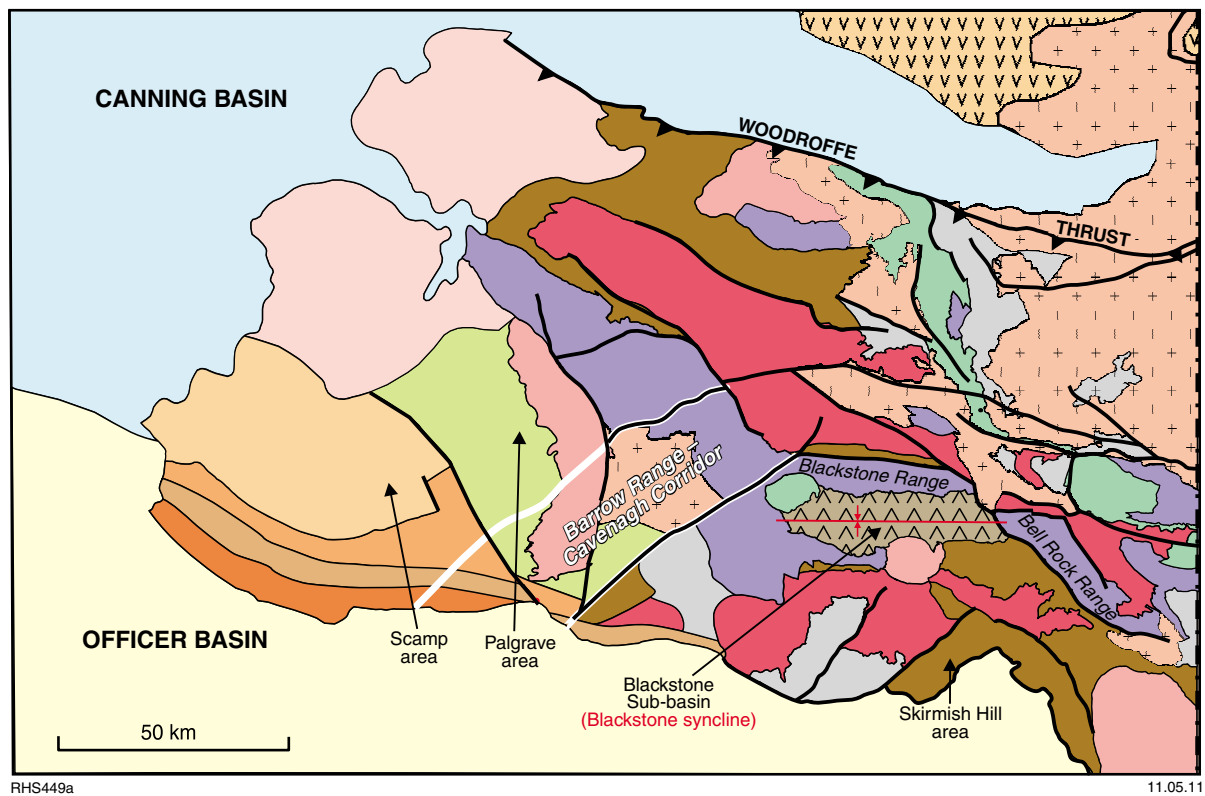 CANNING BASIN
WOODROFFE
THRUST
Barrow Range –
Cavenagh Corridor
Blackstone Range
Bell Rock Range
OFFICER BASIN
Scamp
area
Palgrave
area
Blackstone
Sub-basin
(Blackstone syncline)
Skirmish Hill
area
50 km
RHS449a
11.05.11